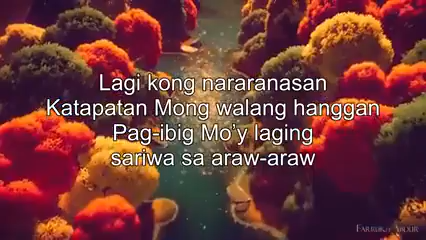 Lagi kong nararanasan
Katapatan Mong walang hanggan
Pag-ibig Mo’y laging
sariwa sa araw-araw